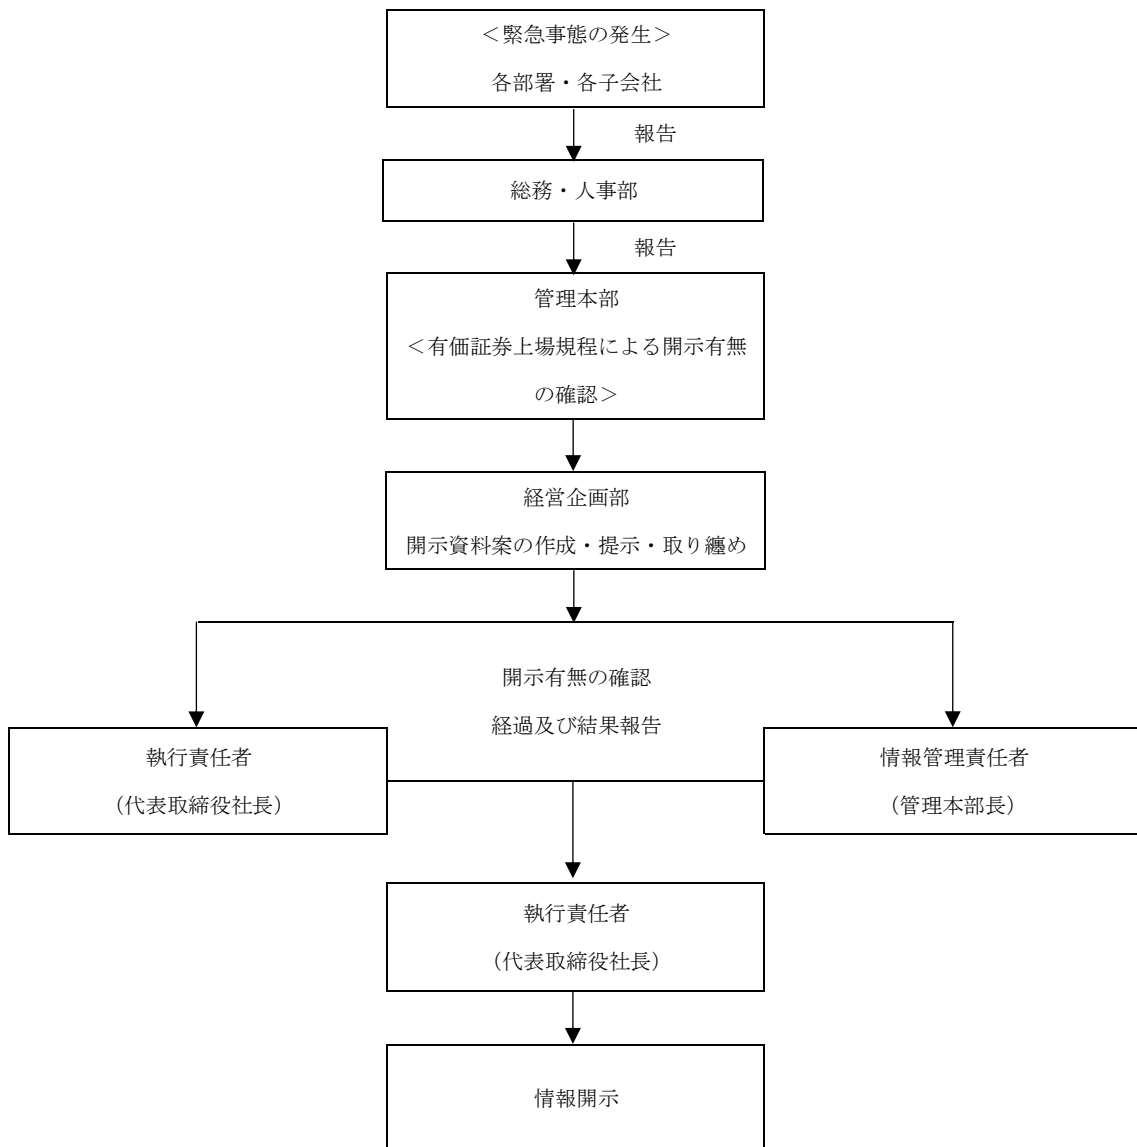 ＜緊急事態の発生＞
各部署・各子会社
報告
総務・人事部
報告
管理本部
＜有価証券上場規程による開示有無
の確認＞
経営企画部
開示資料案の作成・提示・取り纏め
開示有無の確認
経過及び結果報告
執行責任者
（代表取締役社長）
情報管理責任者
（管理本部長）
執行責任者
（代表取締役社長）
情報開示